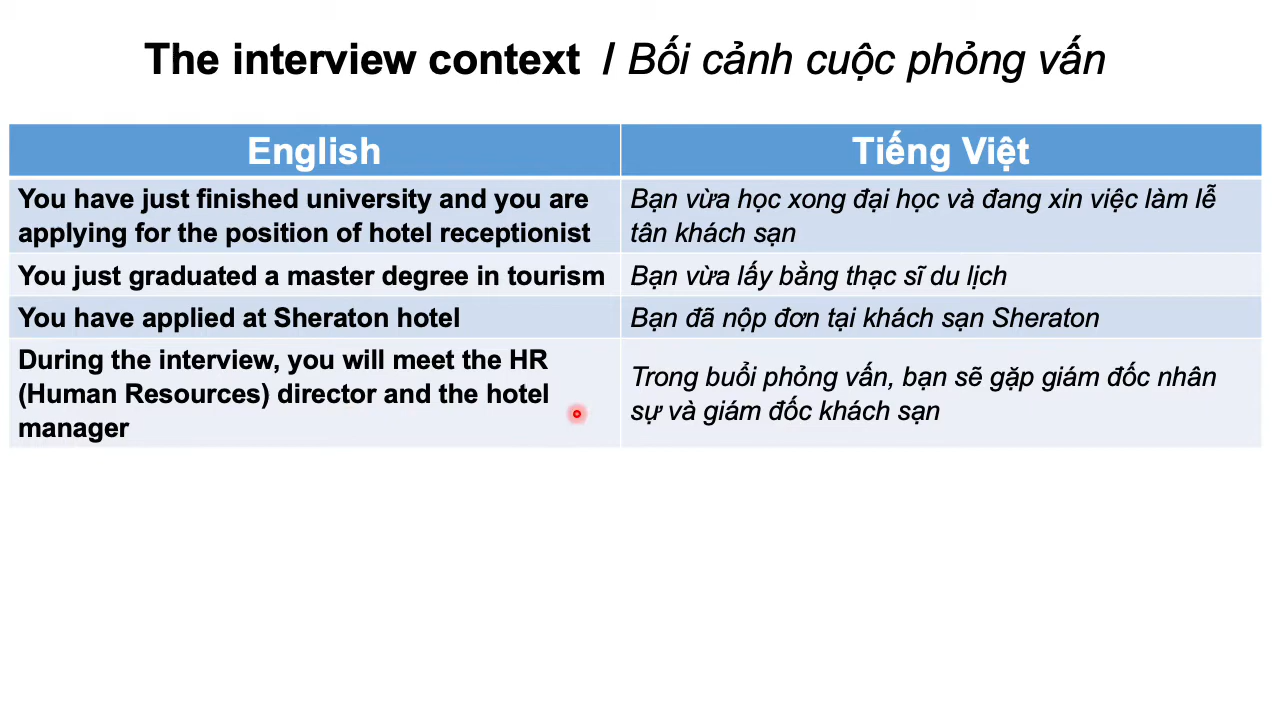 The interview context / Bối cảnh cuộc phỏng vấn
English
Tiếng Việt
You have just finished university and you are
applying for the position of hotel receptionist
Bạn vừa học xong đại học và đang xin việc làm lễ
tân khách sạn
You just graduated a master degree in tourism
Bạn vừa lấy bằng thạc sĩ du lịch
You have applied at Sheraton hotel
Bạn đã nộp đơn tại khách sạn Sheraton
During the interview, you will meet the HR
(Human Resources) director and the hotel
manager
Trong buổi phỏng vấn, bạn sẽ gặp giám đốc nhân
sự và giám đốc khách sạn